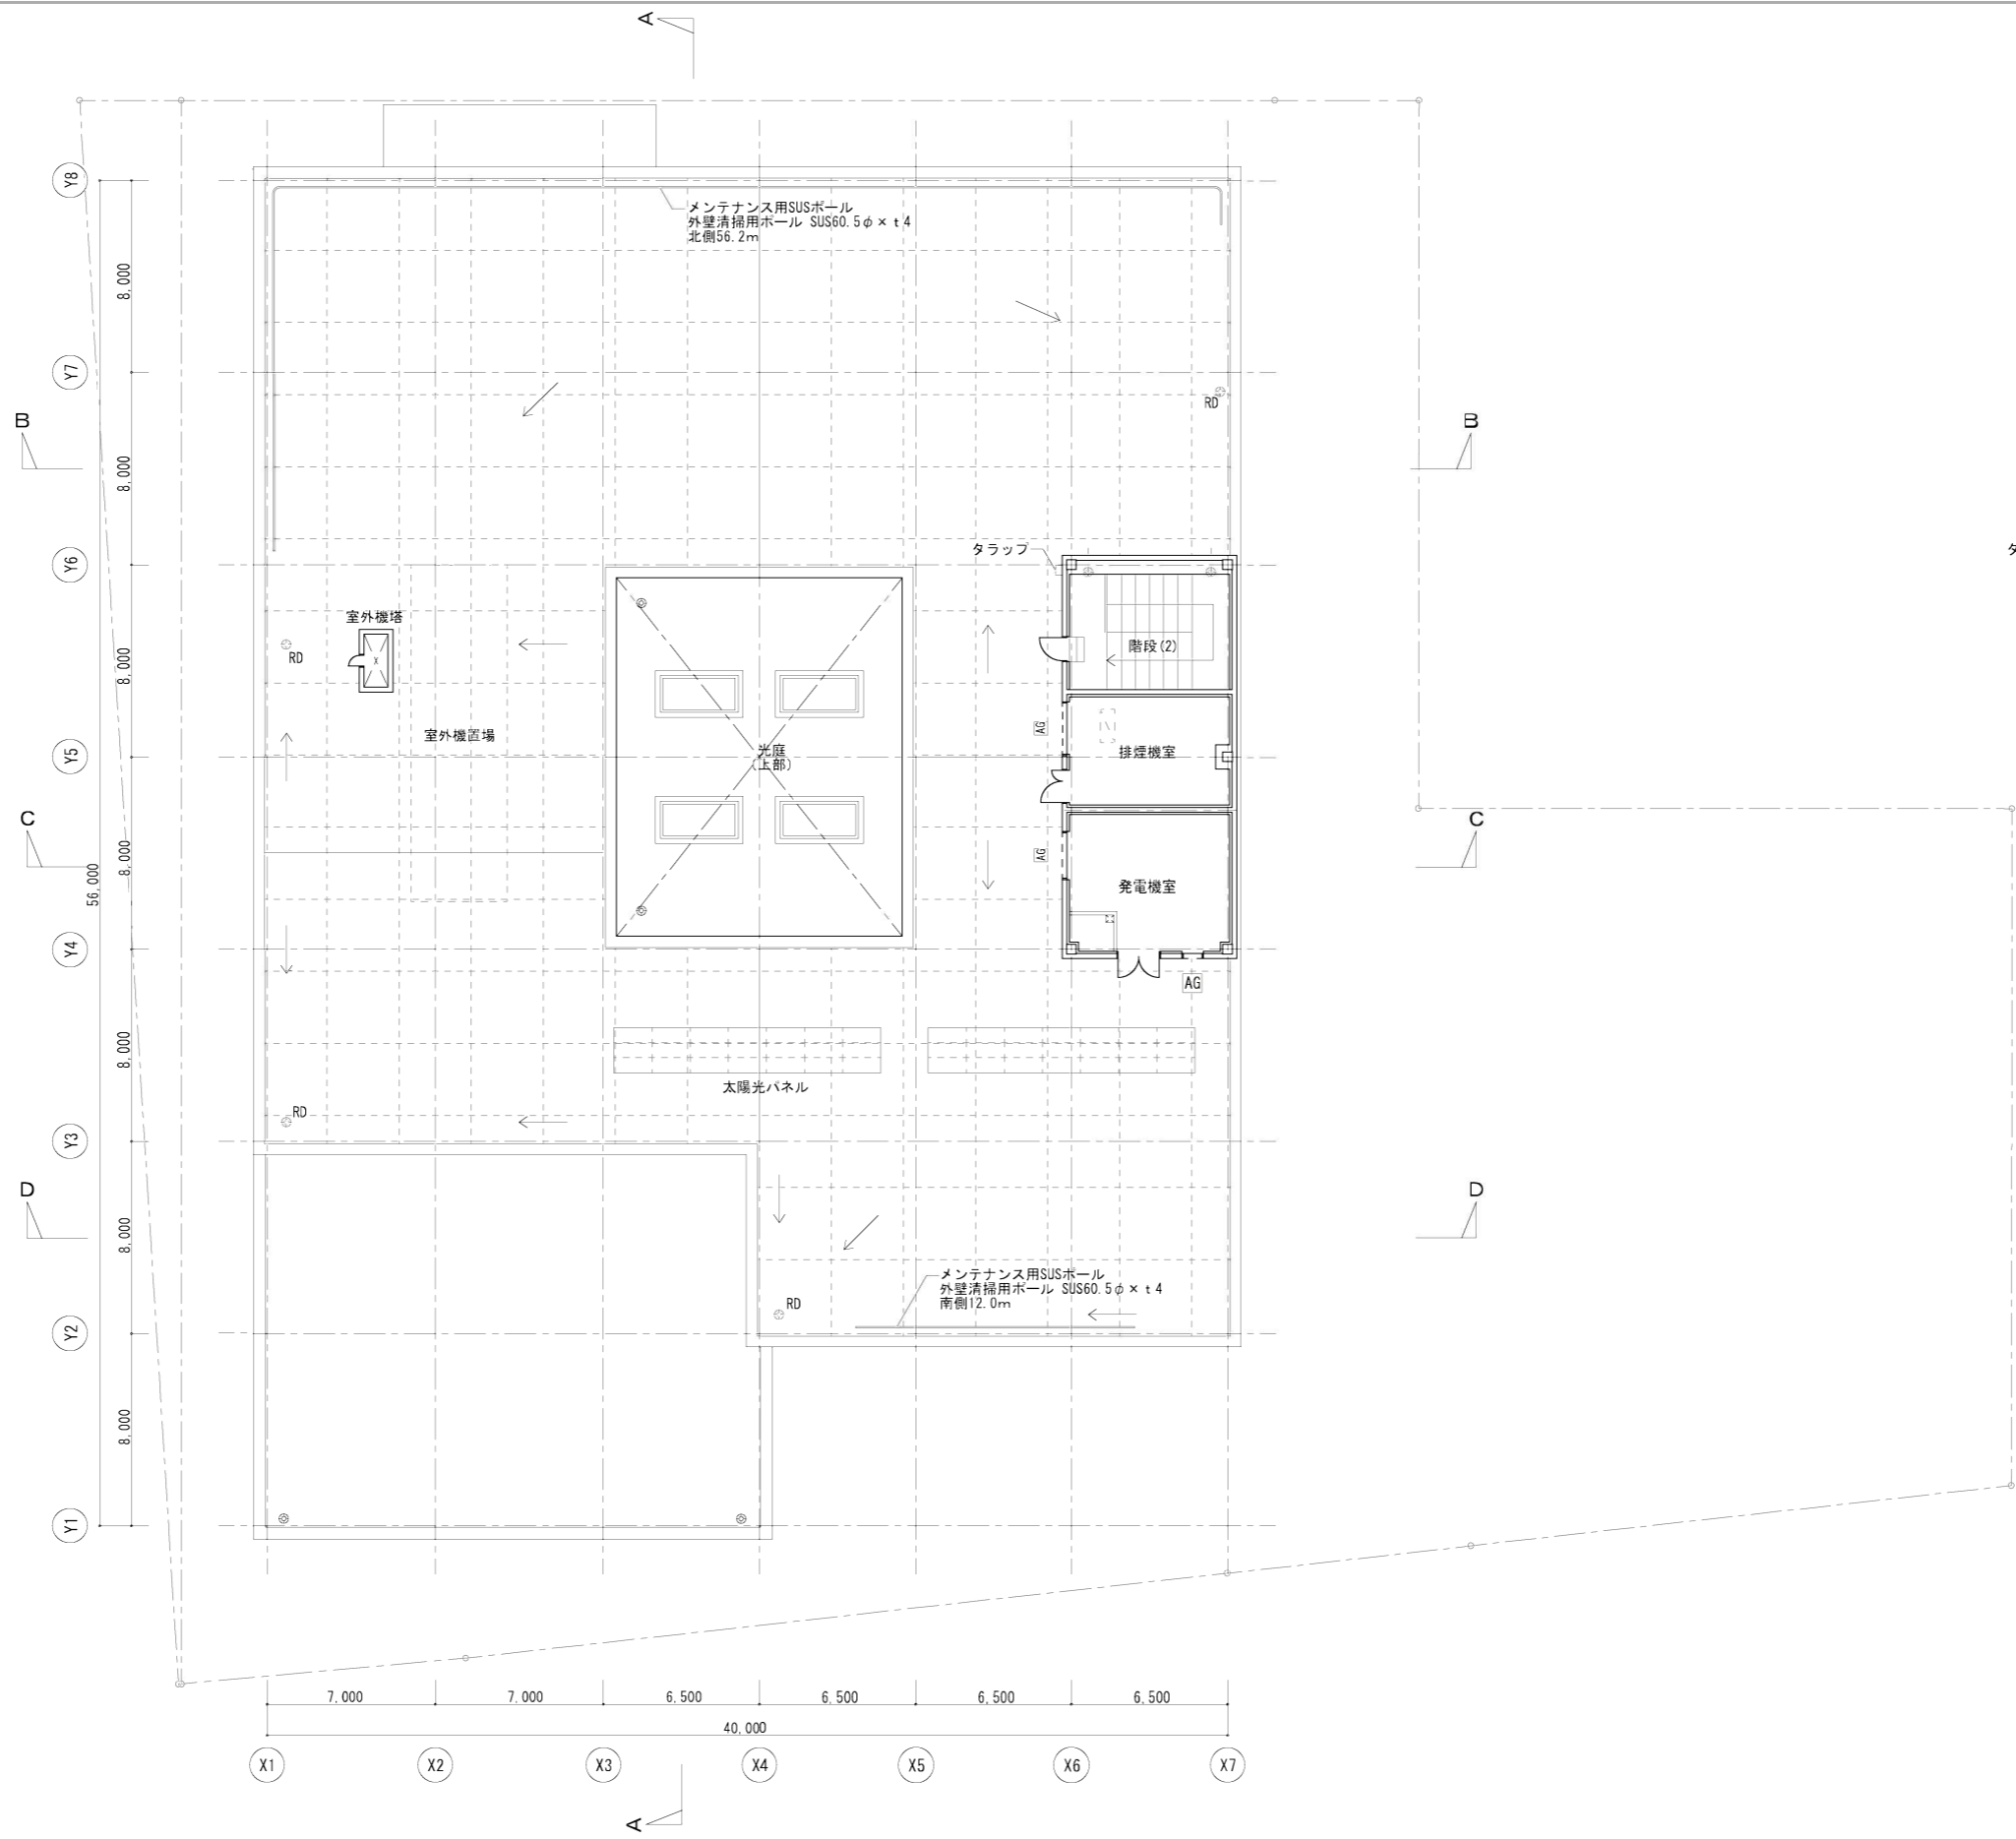 A
Y8
メンテナンス用SUSポール
外壁清掃用ポール SUS60.5φ×t4
北側56.2m
8,000
Y7
RD
B
B
8,000
タラップ
Y6
室外機塔
RD
階段(2)
8,000
室外機置場
AG
Y5
光庭
(上部)
排煙機室
C
C
8,000
56,000
AG
発電機室
Y4
AG
8,000
太陽光パネル
RD
Y3
D
D
8,000
メンテナンス用SUSポール
外壁清掃用ポール SUS60.5φ×t4
南側12.0m
RD
Y2
8,000
Y1
7,000
7,000
6,500
6,500
6,500
6,500
40,000
X1
X2
X3
X4
X5
X6
X7
A